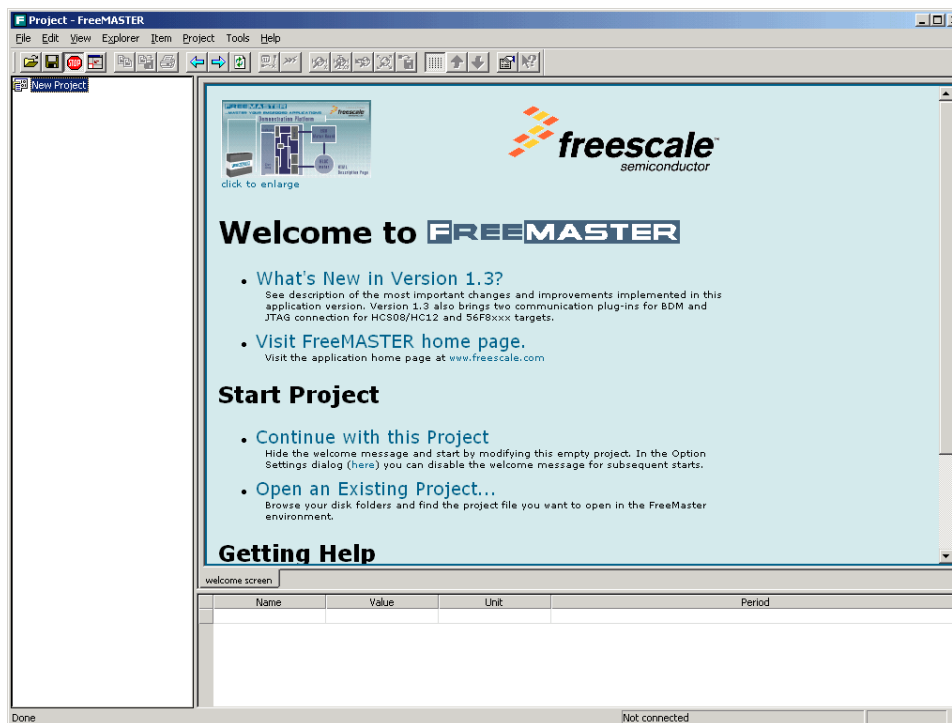 Project - FreeMASTER
File Edit View Explorer Item Project Tools Help
New Project
FREEMASTER
Demonstration Platform
freescale
click to enlarge
freescale™
semiconductor
Welcome to FREEMASTER
What's New in Version 1.3?
See description of the most important changes and improvements implemented in this
application version. Version 1.3 also brings two communication plug-ins for BDM and
JTAG connection for HCS08/HC12 and 56F8xxx targets.
Visit FreeMASTER home page.
Visit the application home page at www.freescale.com
Start Project
Continue with this Project
Hide the welcome message and start by modifying this empty project. In the Option
Settings dialog (here) you can disable the welcome message for subsequent starts.
Open an Existing Project...
Browse your disk folders and find the project file you want to open in the FreeMaster
environment.
Getting Help
welcome screen
Name Value Unit Period
Done Not connected